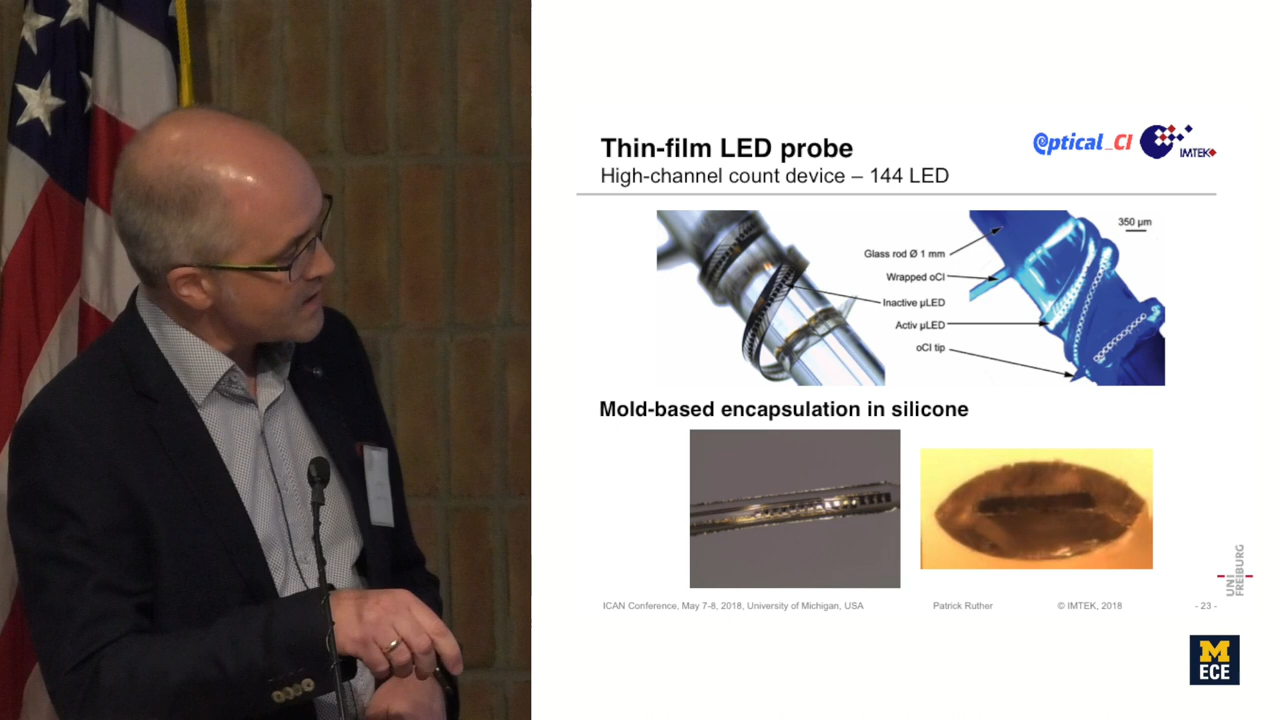 Thin-film LED probe
High-channel count device – 144 LED
Optical_CI
IMTEK
350 µm
Glass rod Ø 1 mm
Wrapped oCI
Inactive µLED
Activ µLED
oCI tip
Mold-based encapsulation in silicone
UNI
FREIBURG
ICAN Conference, May 7-8, 2018, University of Michigan, USA
Patrick Ruther
© IMTEK, 2018
- 23 -
M
ECE